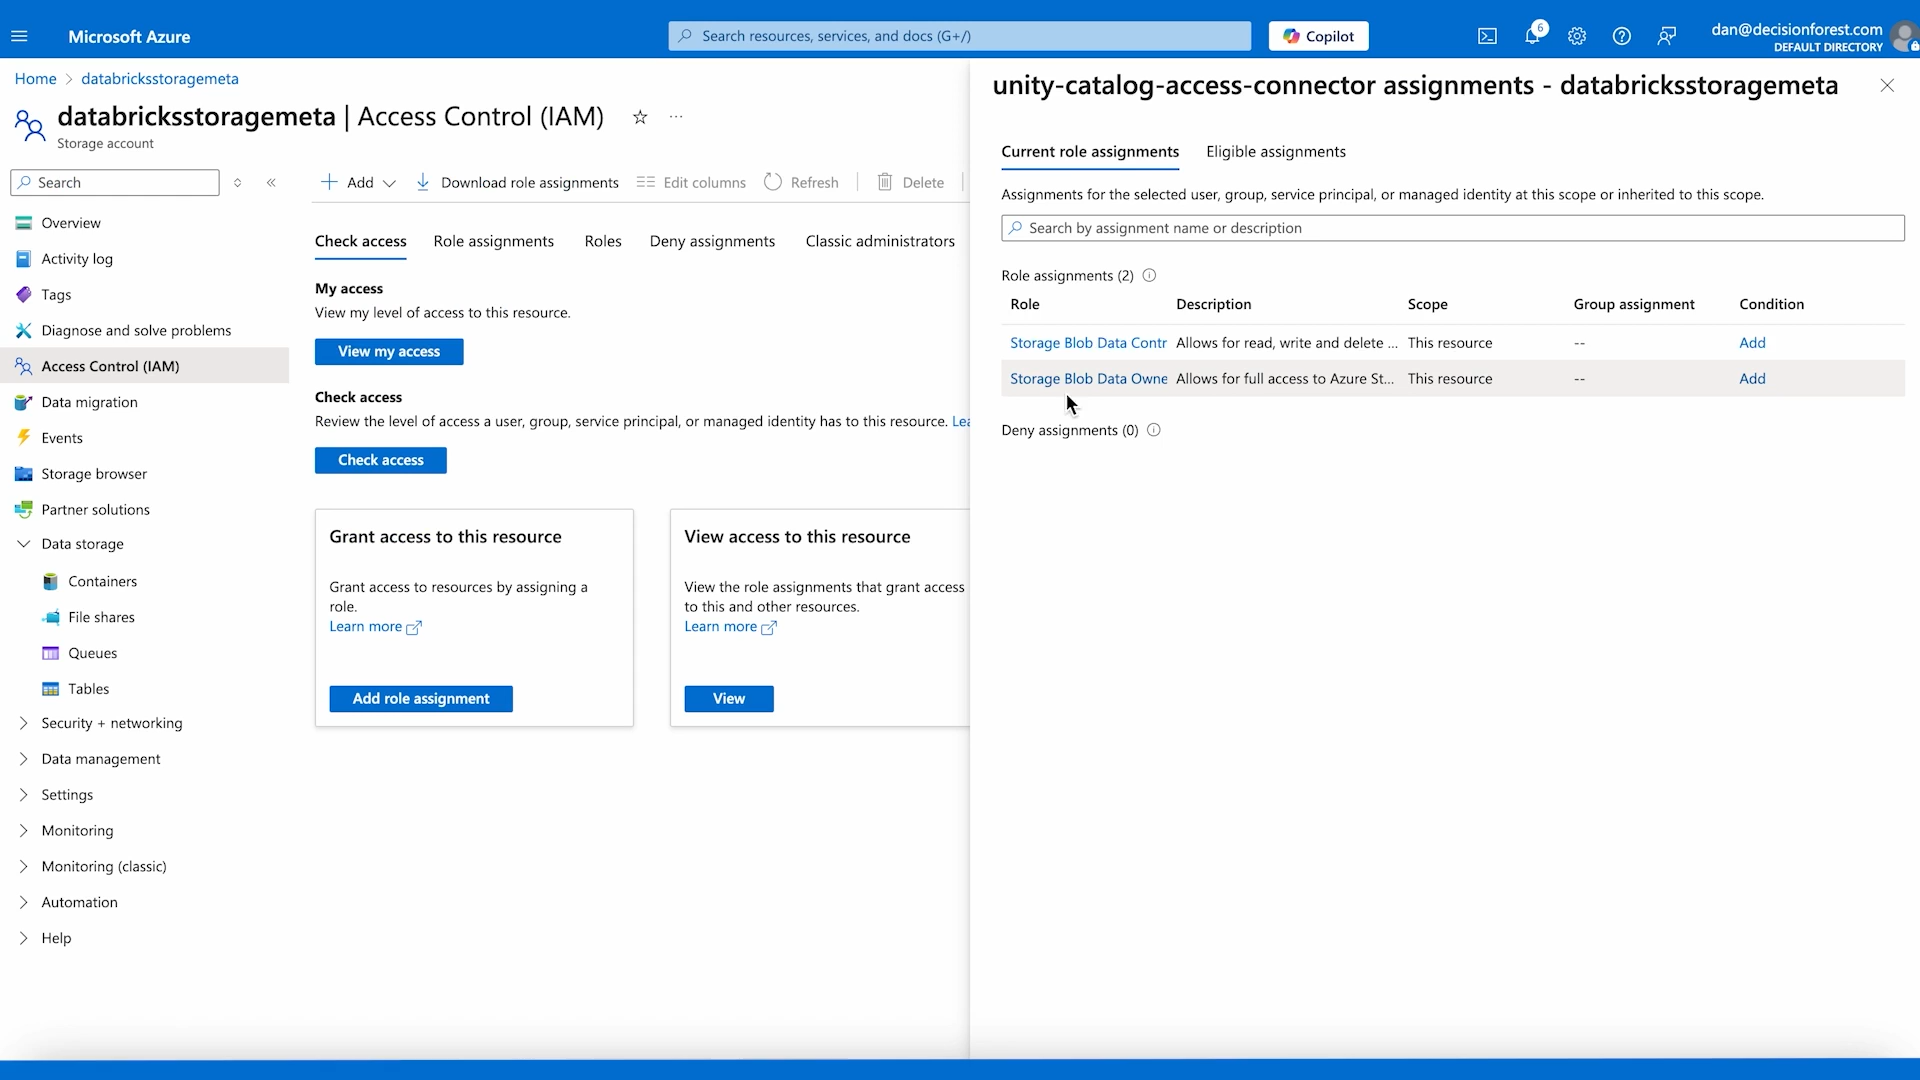 Microsoft Azure
Search resources, services, and docs (G+/)
Copilot
6
dan@decisionforest.com
DEFAULT DIRECTORY
Home > databricksstoragemeta
databricksstoragemeta | Access Control (IAM)
Storage account
Search
Overview
Activity log
Tags
Diagnose and solve problems
Access Control (IAM)
Data migration
Events
Storage browser
Partner solutions
Data storage
Containers
File shares
Queues
Tables
Security + networking
Data management
Settings
Monitoring
Monitoring (classic)
Automation
Help
Add
Download role assignments
Edit columns
Refresh
Delete
Check access
Role assignments
Roles
Deny assignments
Classic administrators
My access
View my level of access to this resource.
View my access
Check access
Review the level of access a user, group, service principal, or managed identity has to this resource. Lea
Check access
Grant access to this resource
Grant access to resources by assigning a
role.
Learn more
Add role assignment
View access to this resource
View the role assignments that grant access
to this and other resources.
Learn more
View
unity-catalog-access-connector assignments - databricksstoragemeta
Current role assignments
Eligible assignments
Assignments for the selected user, group, service principal, or managed identity at this scope or inherited to this scope.
Search by assignment name or description
Role assignments (2)
Role Description Scope Group assignment Condition
Storage Blob Data Contr Allows for read, write and delete ... This resource -- Add
Storage Blob Data Owne Allows for full access to Azure St... This resource -- Add
Deny assignments (0)